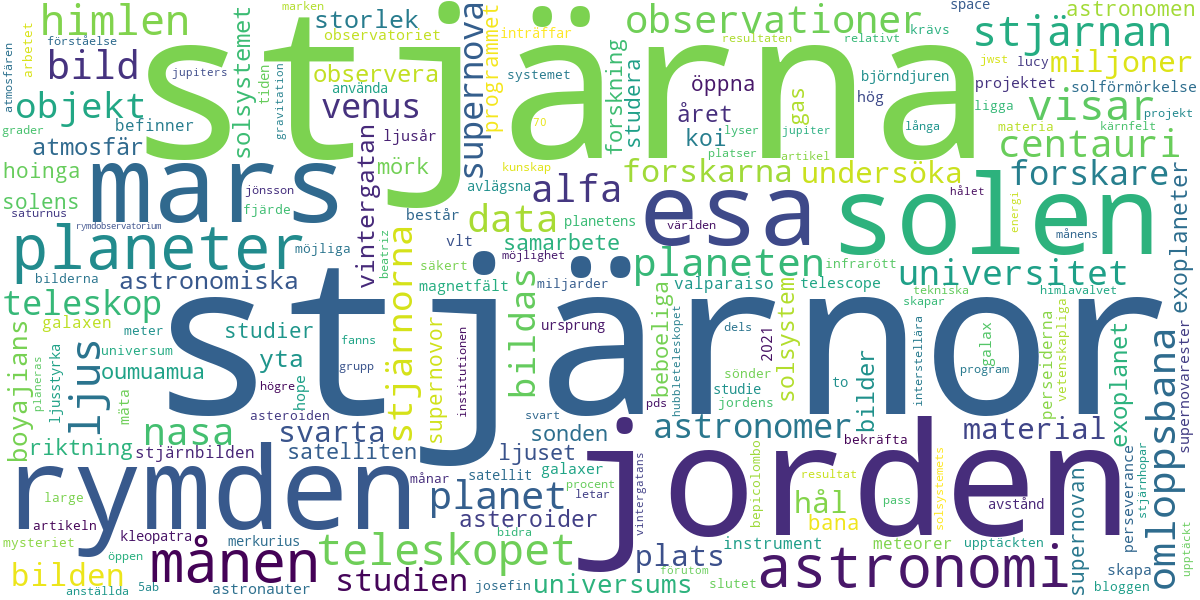 stjärna
stjärnor
jorden
rymden
solen
mars
esa
månen
astronomi
planeter
planeten
planet
teleskopet
teleskop
himlen
bild
objekt
storlek
observationer
stjärnan
astronomen
miljoner
visar
centauri
forskare
forskarna
undersöka
universitet
data
alfa
venus
observera
observatoriet
använda
ljusår
mörk
atmosfär
befinner
solsystemet
supernova
programmet
inträffar
systemet
70
kunskap
öppna
året
koi
hög
gas
björndjuren
krävs
space
jwst
lucy
projektet
solförmörkelse
ligga
projekt
materia
kärnfelt
långa
lyser
jupiter
platser
artikel
resultaten
relativt
forskning
studera
marken
förståelse
arbetet
atmosfären
jupiters
tiden
gravitation
grader
hoinga
solens
saturnus
jönsson
fjärde
rymdobservatorium
möjliga
vintergatan
avlägsna
består
vlt
säkert
magnetfält
beatriz
stjärnorna
samarbete
planetens
möjlighet
miljarder
världen
hålet
energi
månens
exoplaneter
infrarött
valparaiso
telescope
tekniska
skapar
himlavalvet
bilderna
astronomiska
galaxen
meter
universum
ljusstyrka
boyajians
planeras
ljus
mäta
oumuamua
studier
yta
fanns
grupp
högre
hope
supernovor
institutionen
bildas
ursprung
dels
2021
sönder
studie
jordens
pds
beboeliga
hubbleteleskopet
solsystem
to
bilder
interstellära
program
galax
perseiderna
vetenskapliga
exoplanet
supernovarester
omloppsbana
riktning
stjärnbilden
nasa
svarta
asteroiden
satelliten
svart
sonden
ljuset
astronomer
bekräfta
material
månar
satellit
galaxer
procent
letar
vintergatans
bepicolombo
resultat
hål
bana
pass
solsystemets
avstånd
supernovan
perseverance
stjärnhopar
upptäckt
large
artikeln
mysteriet
öppen
kleopatra
merkurius
asteroider
bidra
plats
instrument
meteorer
upptäckten
skapa
bloggen
bilden
anställda
5ab
astronauter
studien
josefin
universums
förutom
slutet